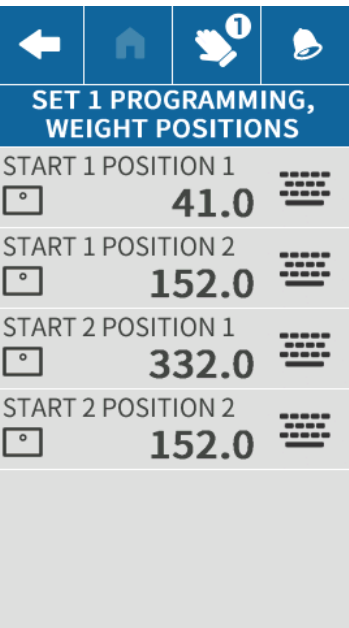 1
SET 1 PROGRAMMING,
WEIGHT POSITIONS
START 1 POSITION 1
41.0
START 1 POSITION 2
152.0
START 2 POSITION 1
332.0
START 2 POSITION 2
152.0